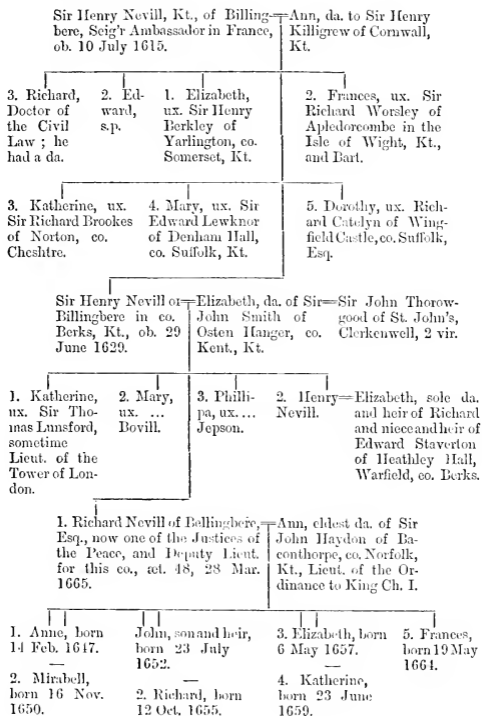 Sir Henry Nevill, Kt., of Billing-
bere, Seig'r Ambassador in France,
ob. 10 July 1615.
Ann, da. to Sir Henry
Killigrew of Cornwall,
Kt.
3. Richard,
Doctor of
the Civil
Law ; he
had a da.
2. Ed-
ward,
s.p.
1. Elizabeth,
ux. Sir Henry
Berkley of
Yarlington, co.
Somerset, Kt.
2. Frances, ux. Sir
Richard Worsley of
Apledorcombe in the
Isle of Wight, Kt.,
and Bart.
3. Katherine, ux.
Sir Richard Brookes
of Norton, co.
Cheshtre.
4. Mary, ux. Sir
Edward Lewknor
of Denham Hall,
co. Suffolk, Kt.
5. Dorothy, ux. Rich-
ard Catelyn of Wing-
field Castle, co. Suffolk,
Esq.
Sir Henry Nevill of
Billingbere in co.
Berks, Kt., ob. 29
June 1629.
Elizabeth, da. of Sir
John Smith of
Osten Hanger, co.
Kent., Kt.
Sir John Thorow-
good of St. John's,
Clerkenwell, 2 vir.
1. Katherine,
ux. Sir Tho-
mas Lunsford,
sometime
Lieut. of the
Tower of Lon-
don.
2. Mary,
ux. ...
Bovill.
3. Philli-
pa, ux. ...
Jepson.
2. Henry
Nevill.
Elizabeth, sole da.
and heir of Richard
and niece and heir of
Edward Staverton
of Heathley Hall,
Warfield, co. Berks.
1. Richard Nevill of Bellingbere,
Esq., now one of the Justices of
the Peace, and Deputy Lieut.
for this co., æt. 48, 28 Mar.
1665.
Ann, eldest da. of Sir
John Haydon of Ba-
conthorpe, co. Norfolk,
Kt., Lieut. of the Or-
dinance to King Ch. I.
1. Anne, born
14 Feb. 1647.
—
2. Mirabell,
born 16 Nov.
1650.
John, son and heir,
born 23 July
1652.
—
2. Richard, born
12 Oct. 1655.
3. Elizabeth, born
6 May 1657.
—
4. Katherine,
born 23 June
1659.
5. Frances,
born 19 May
1664.